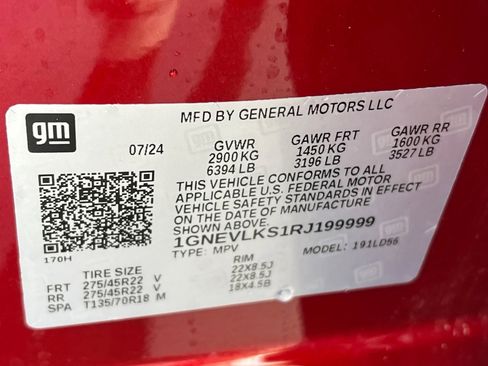 gm
MFD BY GENERAL MOTORS LLC
07/24 GVWR GAWR FRT GAWR RR
2900 KG 1450 KG 1600 KG
6394 LB 3196 LB 3527 LB
THIS VEHICLE CONFORMS TO ALL
APPLICABLE U.S. FEDERAL MOTOR
VEHICLE SAFETY STANDARDS IN EFFECT
ON THE DATE OF MANUFACTURE
SHOWN ABOVE.
1GNEVLKS1RJ199999
170H TYPE: MPV MODEL: 191LD56
TIRE SIZE RIM
FRT 275/45R22 V 22X8.5J
RR 275/45R22 V 22X8.5J
SPA T135/70R18 M 18X4.5B